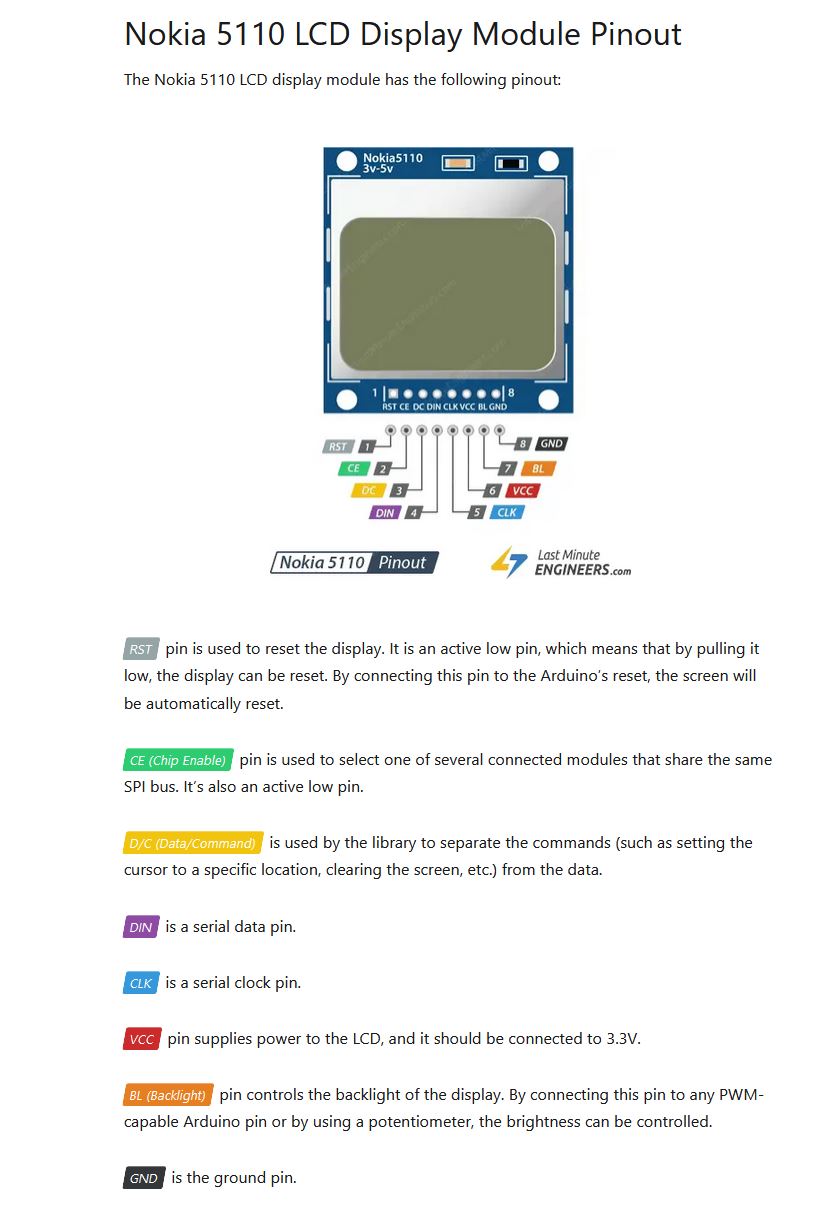 Nokia 5110 LCD Display Module Pinout
The Nokia 5110 LCD display module has the following pinout:
Nokia5110
3v-5v
1 8
RST CE DC DIN CLK VCC BL GND
RST 1 8 GND
CE 2 7 BL
DC 3 6 VCC
DIN 4 5 CLK
Nokia 5110 Pinout
Last Minute
ENGINEERS.com
RST pin is used to reset the display. It is an active low pin, which means that by pulling it
low, the display can be reset. By connecting this pin to the Arduino’s reset, the screen will
be automatically reset.
CE (Chip Enable) pin is used to select one of several connected modules that share the same
SPI bus. It’s also an active low pin.
D/C (Data/Command) is used by the library to separate the commands (such as setting the
cursor to a specific location, clearing the screen, etc.) from the data.
DIN is a serial data pin.
CLK is a serial clock pin.
VCC pin supplies power to the LCD, and it should be connected to 3.3V.
BL (Backlight) pin controls the backlight of the display. By connecting this pin to any PWM-
capable Arduino pin or by using a potentiometer, the brightness can be controlled.
GND is the ground pin.